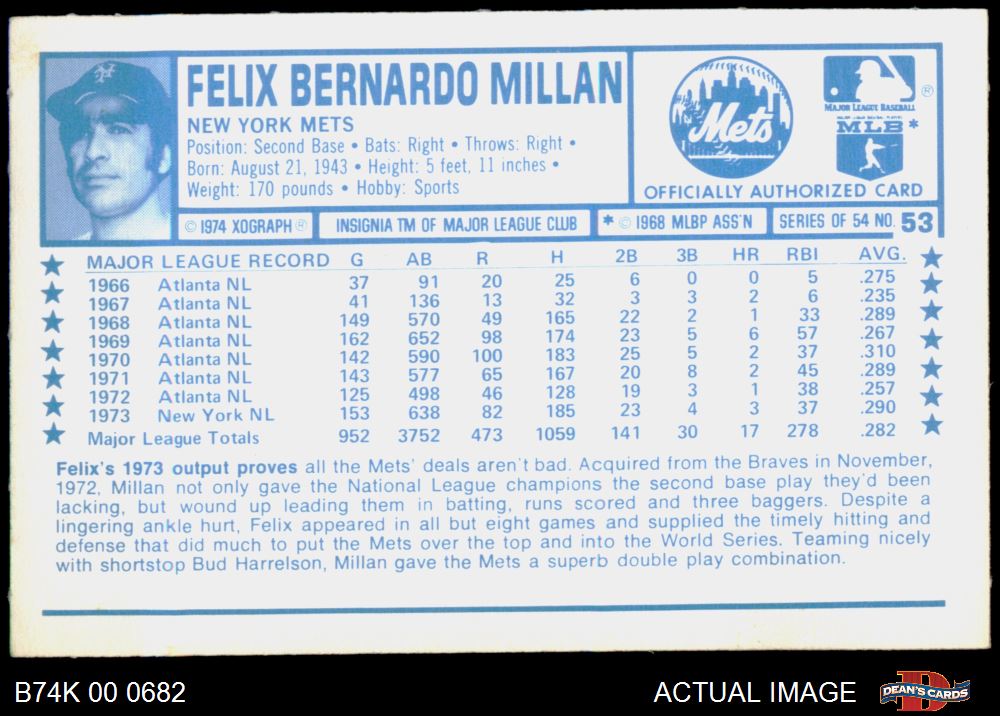 FELIX BERNARDO MILLAN
NEW YORK METS
Position: Second Base • Bats: Right • Throws: Right •
Born: August 21, 1943 • Height: 5 feet, 11 inches •
Weight: 170 pounds • Hobby: Sports
Mets
®
MAJOR LEAGUE BASEBALL
MLB*
OFFICIALLY AUTHORIZED CARD
© 1974 XOGRAPH ®
INSIGNIA TM OF MAJOR LEAGUE CLUB
* © 1968 MLBP ASS'N
SERIES OF 54 NO. 53
MAJOR LEAGUE RECORD G AB R H 2B 3B HR RBI AVG.
1966 Atlanta NL 37 91 20 25 6 0 0 5 .275
1967 Atlanta NL 41 136 13 32 3 3 2 6 .235
1968 Atlanta NL 149 570 49 165 22 2 1 33 .289
1969 Atlanta NL 162 652 98 174 23 5 6 57 .267
1970 Atlanta NL 142 590 100 183 25 5 2 37 .310
1971 Atlanta NL 143 577 65 167 20 8 2 45 .289
1972 Atlanta NL 125 498 46 128 19 3 1 38 .257
1973 New York NL 153 638 82 185 23 4 3 37 .290
Major League Totals 952 3752 473 1059 141 30 17 278 .282
Felix's 1973 output proves all the Mets' deals aren't bad. Acquired from the Braves in November,
1972, Millan not only gave the National League champions the second base play they'd been
lacking, but wound up leading them in batting, runs scored and three baggers. Despite a
lingering ankle hurt, Felix appeared in all but eight games and supplied the timely hitting and
defense that did much to put the Mets over the top and into the World Series. Teaming nicely
with shortstop Bud Harrelson, Millan gave the Mets a superb double play combination.
B74K 00 0682
ACTUAL IMAGE
D
DEAN'S CARDS